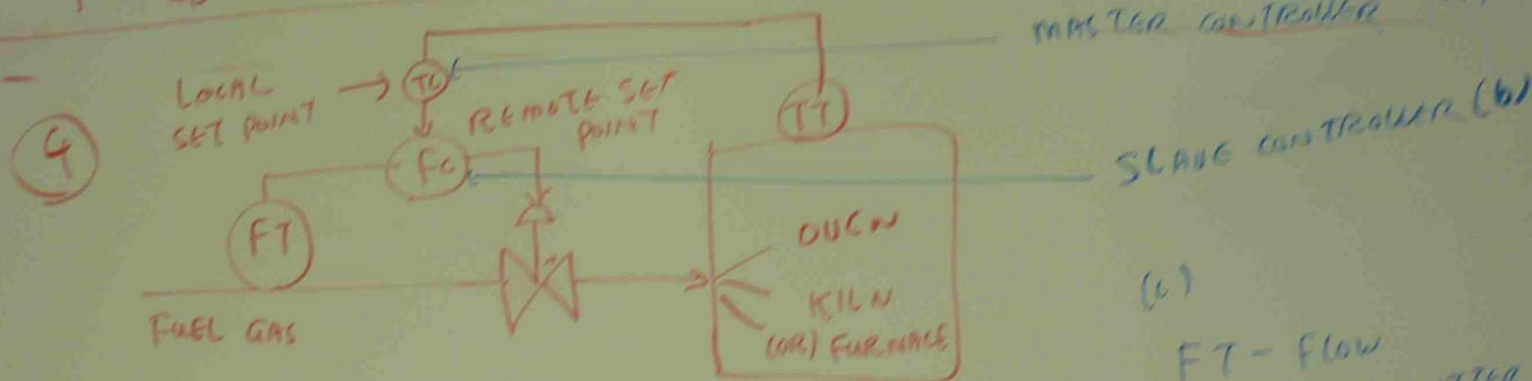 MASTER CONTROLLER
LOCAL
SET POINT
TC
REMOTE SET
POINT
TT
4
FC
SLAVE CONTROLLER (b)
FT
OVEN
KILN
(OR) FURNACE
FUEL GAS
(c)
FT - FLOW